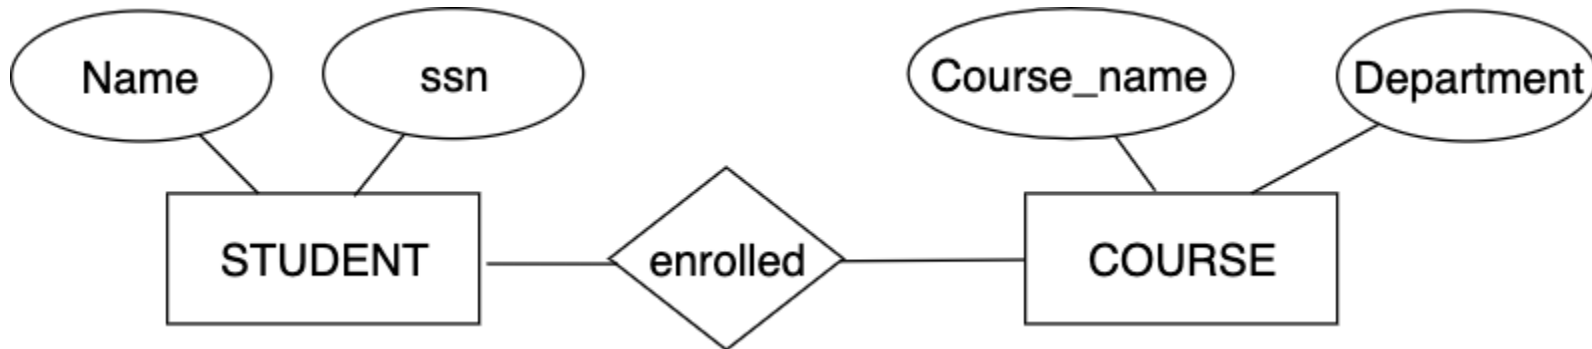 Name
ssn
Course_name
Department
STUDENT
enrolled
COURSE